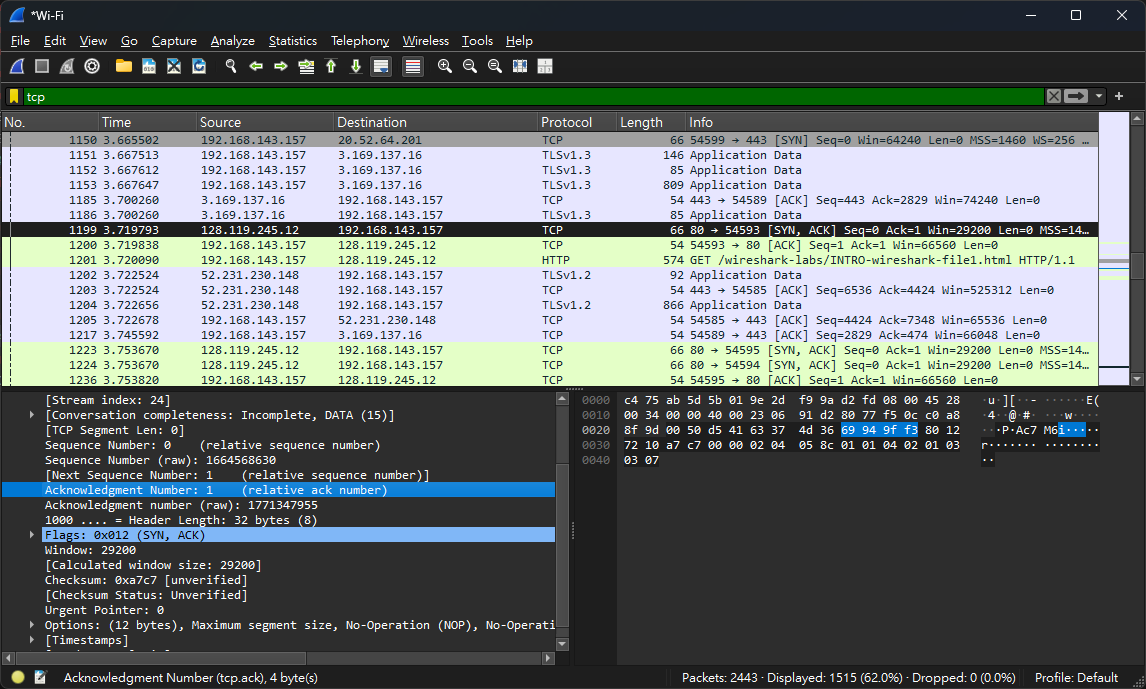 *Wi-Fi
File Edit View Go Capture Analyze Statistics Telephony Wireless Tools Help
tcp
No. Time Source Destination Protocol Length Info
1150 3.665502 192.168.143.157 20.52.64.201 TCP 66 54599 → 443 [SYN] Seq=0 Win=64240 Len=0 MSS=1460 WS=256 …
1151 3.667513 192.168.143.157 3.169.137.16 TLSv1.3 146 Application Data
1152 3.667612 192.168.143.157 3.169.137.16 TLSv1.3 85 Application Data
1153 3.667647 192.168.143.157 3.169.137.16 TLSv1.3 809 Application Data
1185 3.700260 3.169.137.16 192.168.143.157 TCP 54 443 → 54589 [ACK] Seq=443 Ack=2829 Win=74240 Len=0
1186 3.700260 3.169.137.16 192.168.143.157 TLSv1.3 85 Application Data
1199 3.719793 128.119.245.12 192.168.143.157 TCP 66 80 → 54593 [SYN, ACK] Seq=0 Ack=1 Win=29200 Len=0 MSS=14…
1200 3.719838 192.168.143.157 128.119.245.12 TCP 54 54593 → 80 [ACK] Seq=1 Ack=1 Win=66560 Len=0
1201 3.720090 192.168.143.157 128.119.245.12 HTTP 574 GET /wireshark-labs/INTRO-wireshark-file1.html HTTP/1.1
1202 3.722524 52.231.230.148 192.168.143.157 TLSv1.2 92 Application Data
1203 3.722524 52.231.230.148 192.168.143.157 TCP 54 443 → 54585 [ACK] Seq=6536 Ack=4424 Win=525312 Len=0
1204 3.722656 52.231.230.148 192.168.143.157 TLSv1.2 866 Application Data
1205 3.722678 192.168.143.157 52.231.230.148 TCP 54 54585 → 443 [ACK] Seq=4424 Ack=7348 Win=65536 Len=0
1217 3.745592 192.168.143.157 3.169.137.16 TCP 54 54589 → 443 [ACK] Seq=2829 Ack=474 Win=66048 Len=0
1223 3.753670 128.119.245.12 192.168.143.157 TCP 66 80 → 54595 [SYN, ACK] Seq=0 Ack=1 Win=29200 Len=0 MSS=14…
1224 3.753670 128.119.245.12 192.168.143.157 TCP 66 80 → 54594 [SYN, ACK] Seq=0 Ack=1 Win=29200 Len=0 MSS=14…
1236 3.753820 192.168.143.157 128.119.245.12 TCP 54 54595 → 80 [ACK] Seq=1 Ack=1 Win=66560 Len=0
[Stream index: 24]
[Conversation completeness: Incomplete, DATA (15)]
[TCP Segment Len: 0]
Sequence Number: 0 (relative sequence number)
Sequence Number (raw): 1664568630
[Next Sequence Number: 1 (relative sequence number)]
Acknowledgment Number: 1 (relative ack number)
Acknowledgment number (raw): 1771347955
1000 .... = Header Length: 32 bytes (8)
Flags: 0x012 (SYN, ACK)
Window: 29200
[Calculated window size: 29200]
Checksum: 0xa7c7 [unverified]
[Checksum Status: Unverified]
Urgent Pointer: 0
Options: (12 bytes), Maximum segment size, No-Operation (NOP), No-Operati
[Timestamps]
0000 c4 75 ab 5d 5b 01 9e 2d f9 9a d2 fd 08 00 45 28 ·u·][··- ······E(
0010 00 34 00 00 40 00 23 06 91 d2 80 77 f5 0c c0 a8 ·4··@·#· ···w····
0020 8f 9d 00 50 d5 41 63 37 4d 36 69 94 9f f3 80 12 ···P·Ac7 M6i·····
0030 72 10 a7 c7 00 00 02 04 05 8c 01 01 04 02 01 03 r······· ········
0040 03 07 ··
Acknowledgment Number (tcp.ack), 4 byte(s) Packets: 2443 · Displayed: 1515 (62.0%) · Dropped: 0 (0.0%) Profile: Default